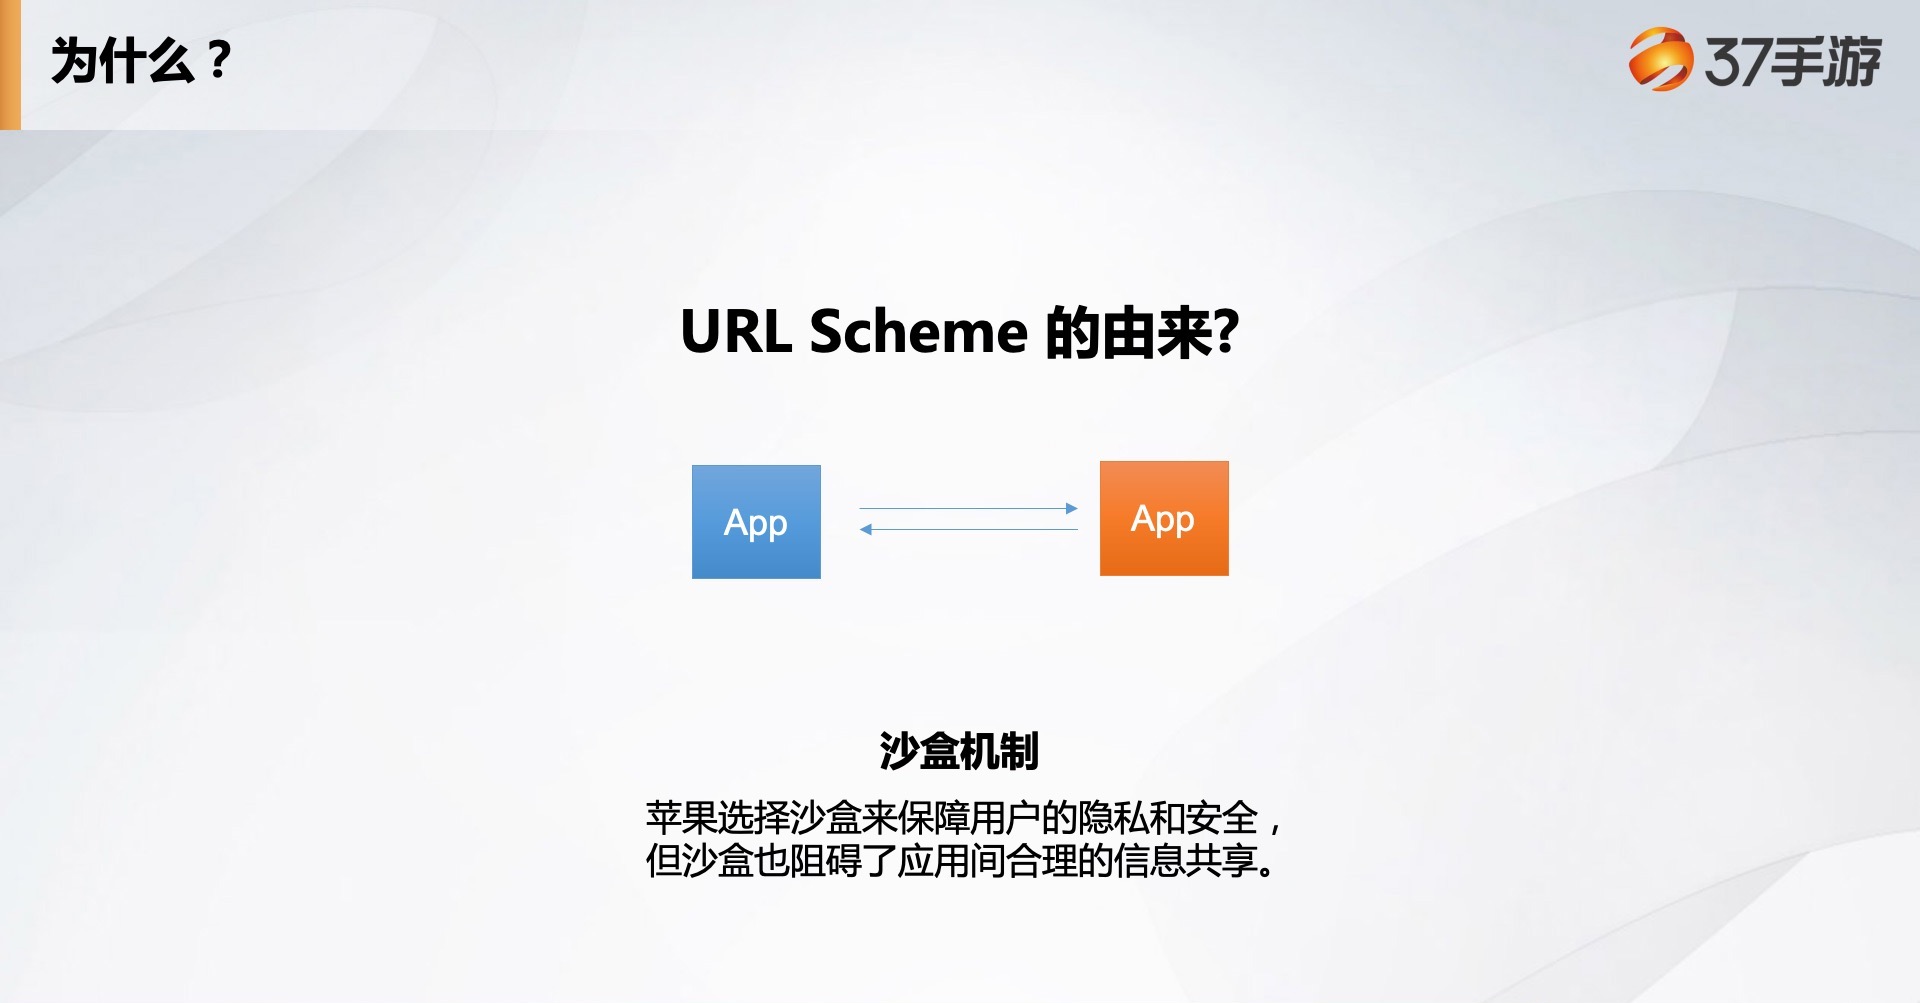 为什么？
37手游
URL Scheme 的由来?
App
App
沙盒机制
苹果选择沙盒来保障用户的隐私和安全，
但沙盒也阻碍了应用间合理的信息共享。